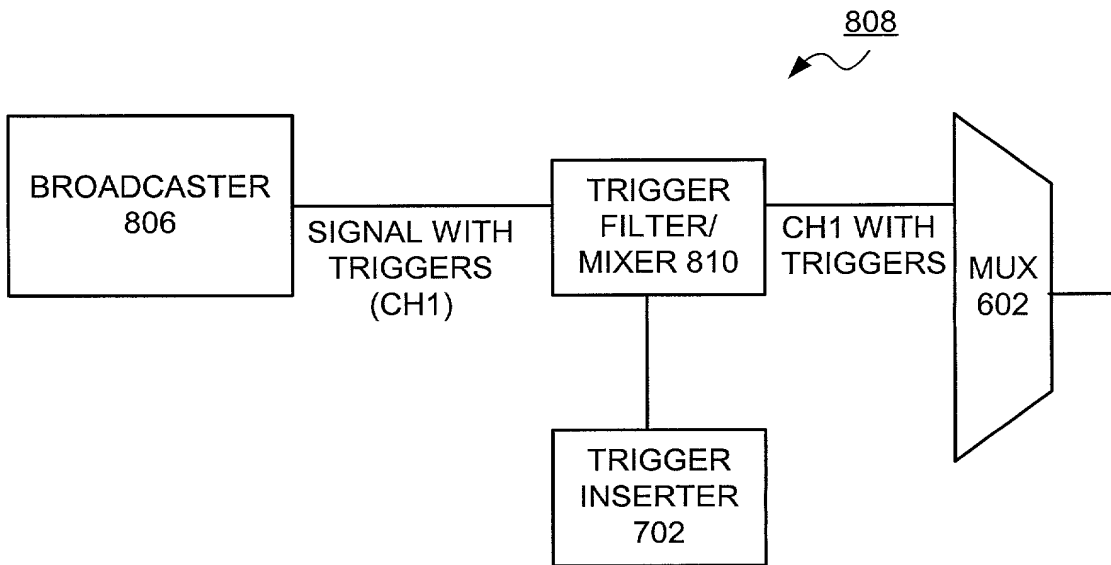 808
BROADCASTER
806
SIGNAL WITH
TRIGGERS
(CH1)
TRIGGER
FILTER/
MIXER 810
CH1 WITH
TRIGGERS
MUX
602
TRIGGER
INSERTER
702